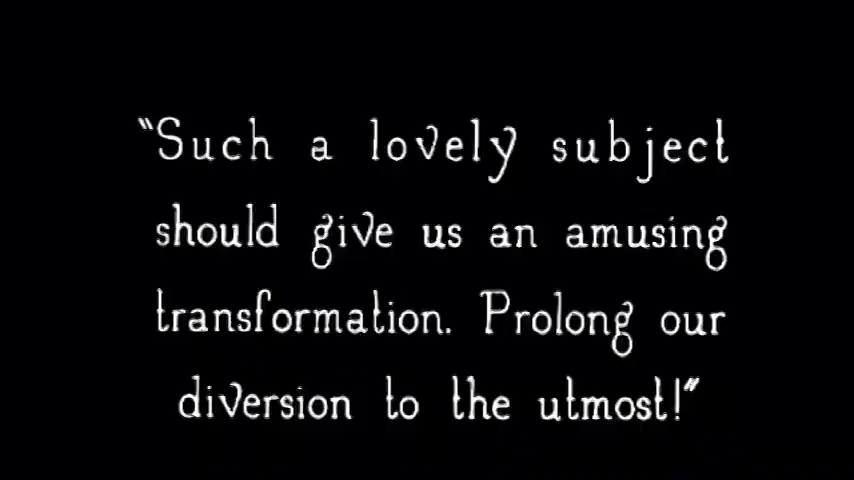 "Such a lovely subject
should give us an amusing
transformation. Prolong our
diversion to the utmost!"